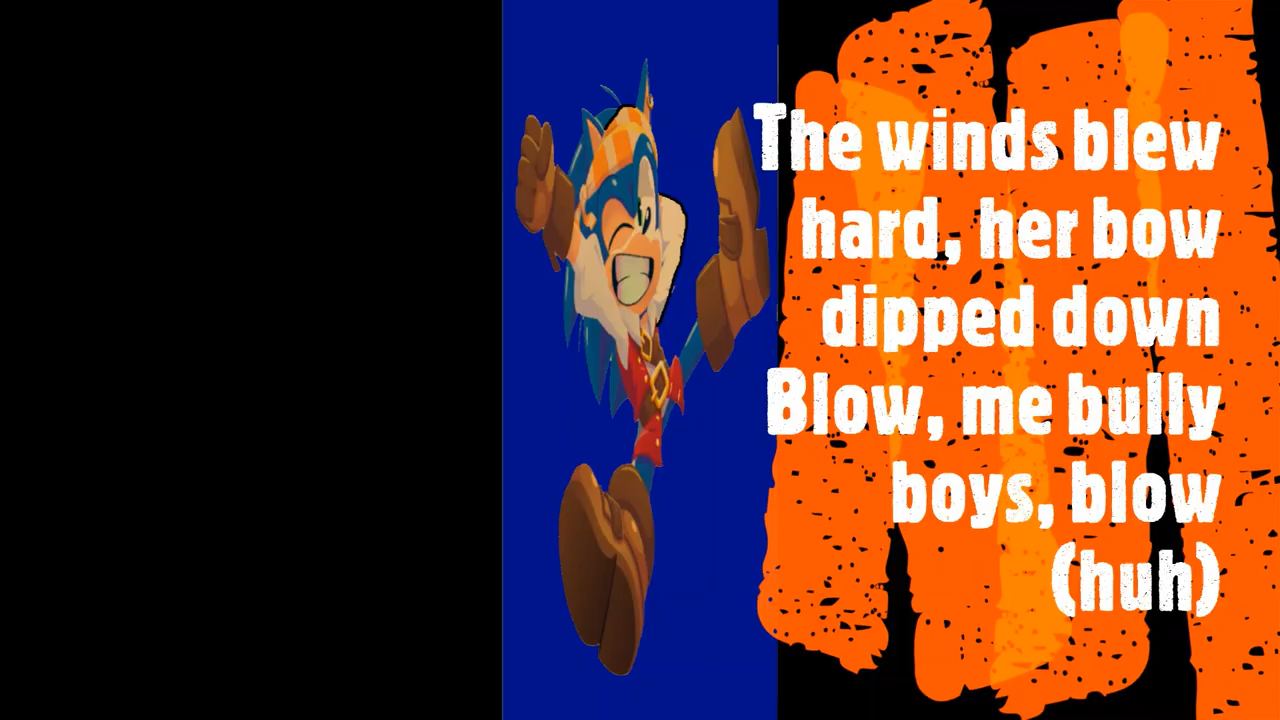 The winds blew
hard, her bow
dipped down
Blow, me bully
boys, blow
(huh)